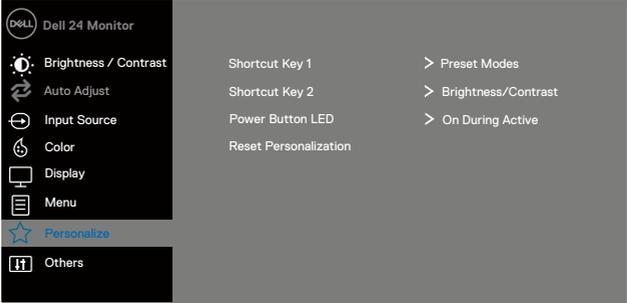 DELL Dell 24 Monitor
Brightness / Contrast
Shortcut Key 1 Preset Modes
Auto Adjust
Shortcut Key 2 Brightness/Contrast
Input Source
Power Button LED On During Active
Color
Reset Personalization
Display
Menu
Personalize
Others